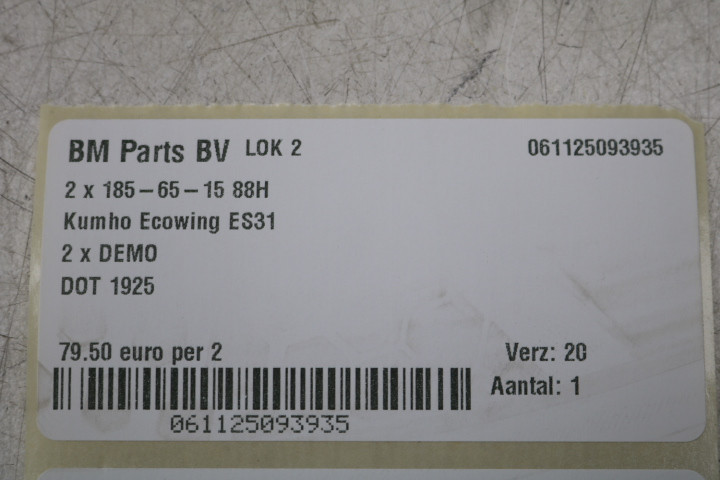 BM Parts BV LOK 2 061125093935
2 x 185-65-15 88H
Kumho Ecowing ES31
2 x DEMO
DOT 1925
79.50 euro per 2 Verz: 20
Aantal: 1
061125093935